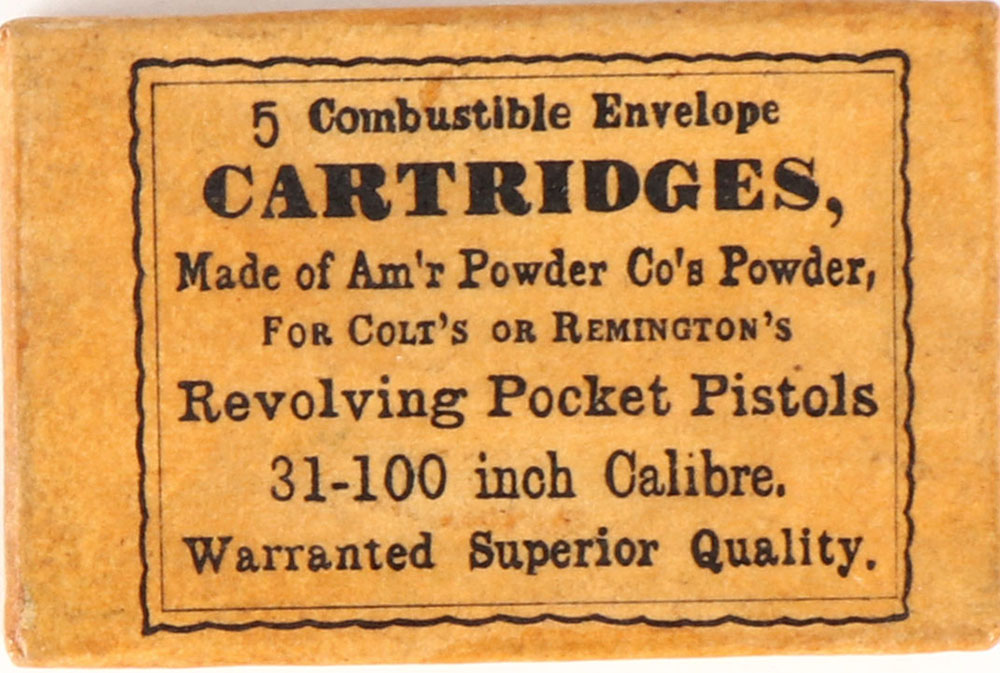 5 Combustible Envelope
CARTRIDGES,
Made of Am'r Powder Co's Powder,
FOR COLT'S OR REMINGTON'S
Revolving Pocket Pistols
31-100 inch Calibre.
Warranted Superior Quality.